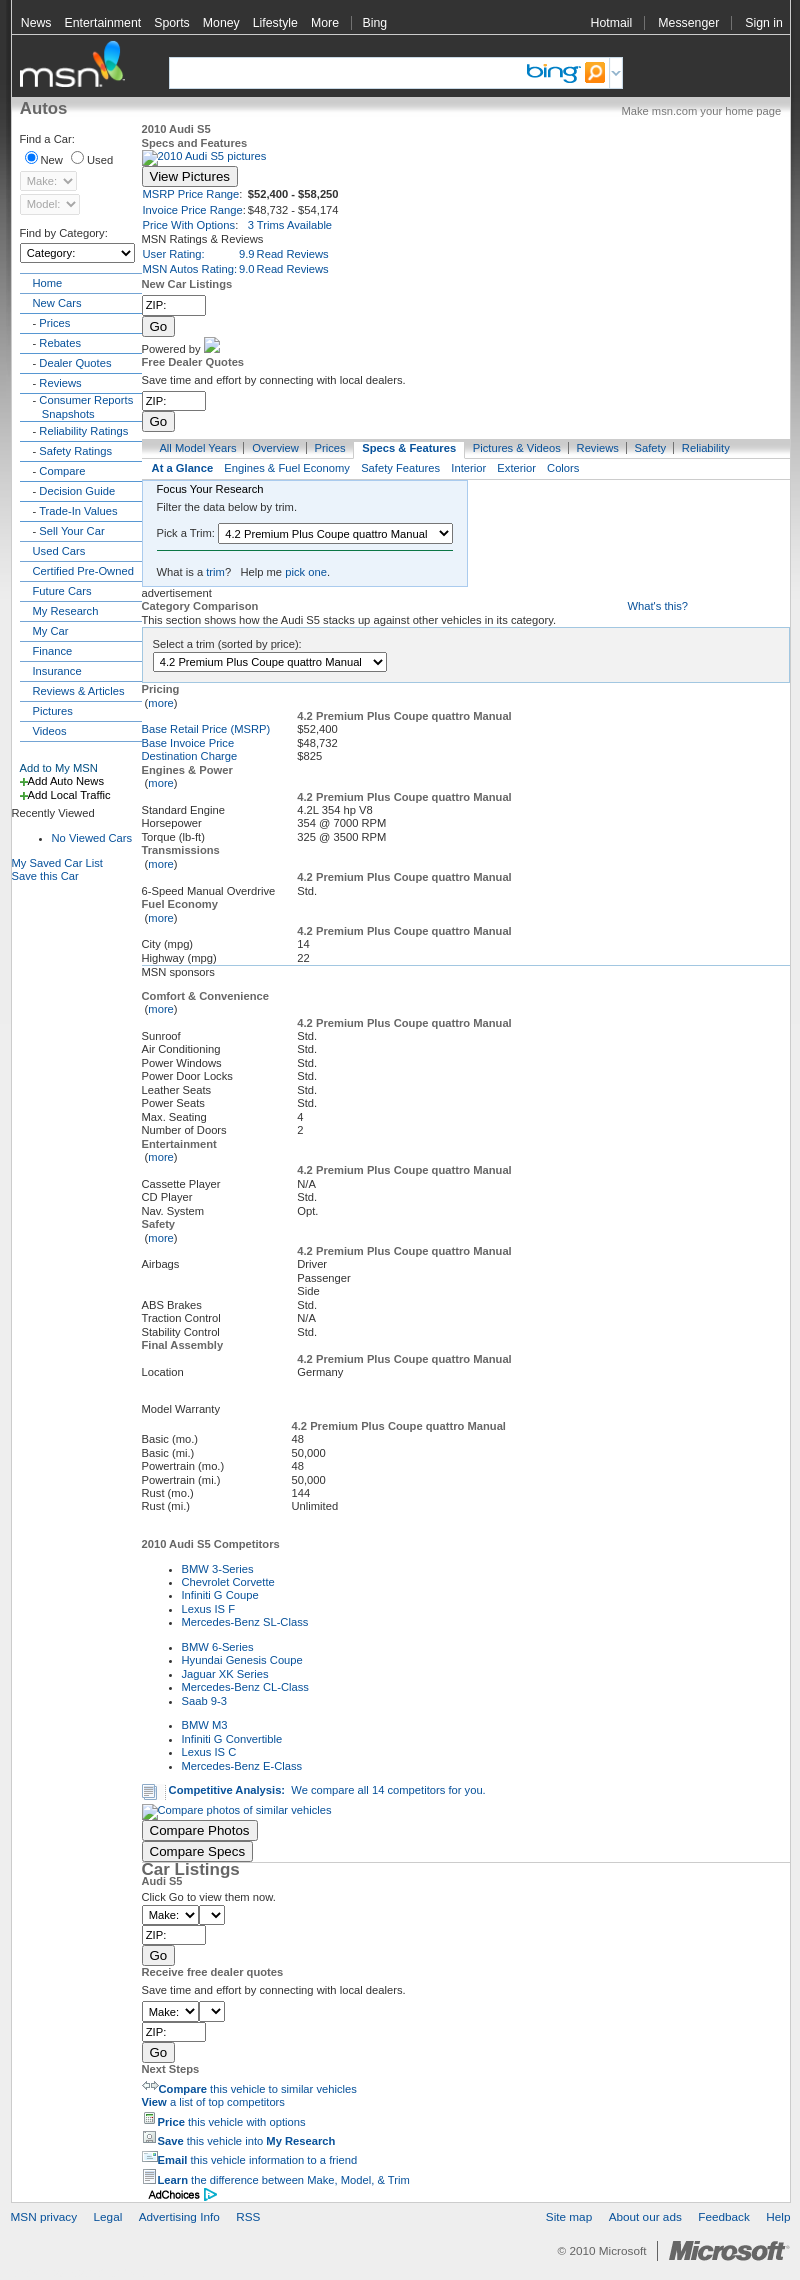 News Entertainment Sports Money Lifestyle More Bing Hotmail Messenger Sign in
msn
bing
Autos
Make msn.com your home page
Find a Car:
New Used
Make:
Model:
Find by Category:
Category:
Home
New Cars
- Prices
- Rebates
- Dealer Quotes
- Reviews
- Consumer Reports
Snapshots
- Reliability Ratings
- Safety Ratings
- Compare
- Decision Guide
- Trade-In Values
- Sell Your Car
Used Cars
Certified Pre-Owned
Future Cars
My Research
My Car
Finance
Insurance
Reviews & Articles
Pictures
Videos
Add to My MSN
Add Auto News
Add Local Traffic
Recently Viewed
• No Viewed Cars
My Saved Car List
Save this Car
2010 Audi S5
Specs and Features
2010 Audi S5 pictures
View Pictures
MSRP Price Range: $52,400 - $58,250
Invoice Price Range: $48,732 - $54,174
Price With Options: 3 Trims Available
MSN Ratings & Reviews
User Rating: 9.9 Read Reviews
MSN Autos Rating: 9.0 Read Reviews
New Car Listings
ZIP:
Go
Powered by
Free Dealer Quotes
Save time and effort by connecting with local dealers.
ZIP:
Go
All Model Years Overview Prices Specs & Features Pictures & Videos Reviews Safety Reliability
At a Glance Engines & Fuel Economy Safety Features Interior Exterior Colors
Focus Your Research
Filter the data below by trim.
Pick a Trim: 4.2 Premium Plus Coupe quattro Manual
What is a trim? Help me pick one.
advertisement
Category Comparison What's this?
This section shows how the Audi S5 stacks up against other vehicles in its category.
Select a trim (sorted by price):
4.2 Premium Plus Coupe quattro Manual
Pricing
(more)
4.2 Premium Plus Coupe quattro Manual
Base Retail Price (MSRP) $52,400
Base Invoice Price $48,732
Destination Charge $825
Engines & Power
(more)
4.2 Premium Plus Coupe quattro Manual
Standard Engine 4.2L 354 hp V8
Horsepower 354 @ 7000 RPM
Torque (lb-ft) 325 @ 3500 RPM
Transmissions
(more)
4.2 Premium Plus Coupe quattro Manual
6-Speed Manual Overdrive Std.
Fuel Economy
(more)
4.2 Premium Plus Coupe quattro Manual
City (mpg) 14
Highway (mpg) 22
MSN sponsors
Comfort & Convenience
(more)
4.2 Premium Plus Coupe quattro Manual
Sunroof Std.
Air Conditioning Std.
Power Windows Std.
Power Door Locks Std.
Leather Seats Std.
Power Seats Std.
Max. Seating 4
Number of Doors 2
Entertainment
(more)
4.2 Premium Plus Coupe quattro Manual
Cassette Player N/A
CD Player Std.
Nav. System Opt.
Safety
(more)
4.2 Premium Plus Coupe quattro Manual
Airbags Driver
Passenger
Side
ABS Brakes Std.
Traction Control N/A
Stability Control Std.
Final Assembly
4.2 Premium Plus Coupe quattro Manual
Location Germany
Model Warranty
4.2 Premium Plus Coupe quattro Manual
Basic (mo.) 48
Basic (mi.) 50,000
Powertrain (mo.) 48
Powertrain (mi.) 50,000
Rust (mo.) 144
Rust (mi.) Unlimited
2010 Audi S5 Competitors
• BMW 3-Series
• Chevrolet Corvette
• Infiniti G Coupe
• Lexus IS F
• Mercedes-Benz SL-Class
• BMW 6-Series
• Hyundai Genesis Coupe
• Jaguar XK Series
• Mercedes-Benz CL-Class
• Saab 9-3
• BMW M3
• Infiniti G Convertible
• Lexus IS C
• Mercedes-Benz E-Class
Competitive Analysis: We compare all 14 competitors for you.
Compare photos of similar vehicles
Compare Photos
Compare Specs
Car Listings
Audi S5
Click Go to view them now.
Make:
ZIP:
Go
Receive free dealer quotes
Save time and effort by connecting with local dealers.
Make:
ZIP:
Go
Next Steps
Compare this vehicle to similar vehicles
View a list of top competitors
Price this vehicle with options
Save this vehicle into My Research
Email this vehicle information to a friend
Learn the difference between Make, Model, & Trim
AdChoices
MSN privacy Legal Advertising Info RSS Site map About our ads Feedback Help
© 2010 Microsoft Microsoft